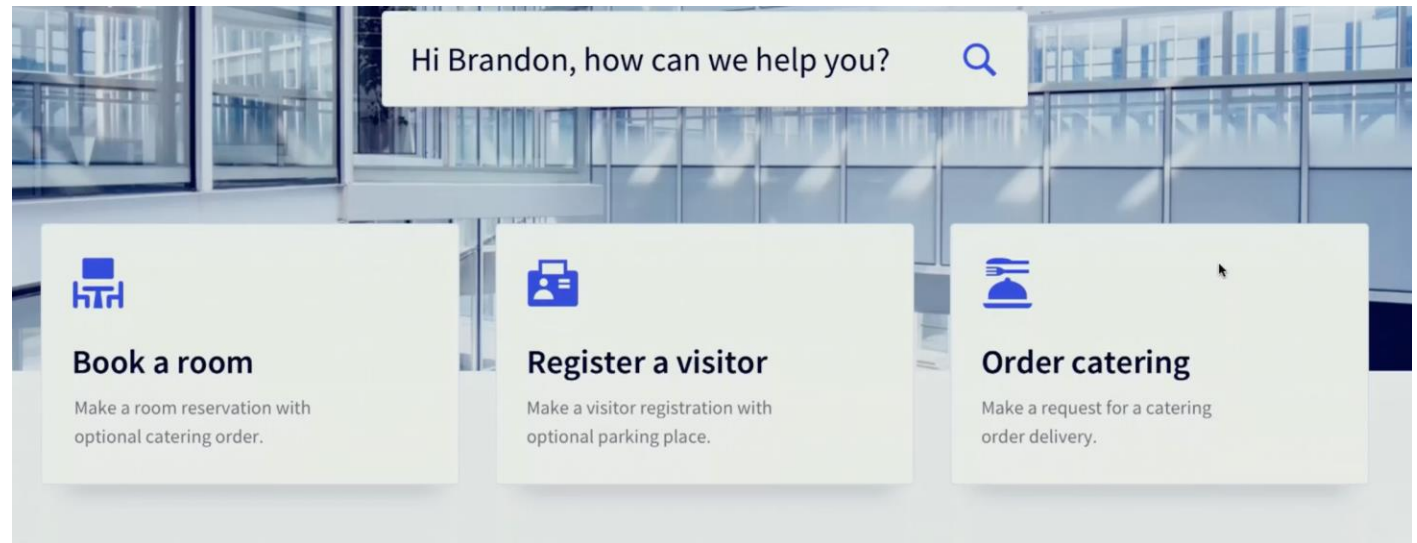 Hi Brandon, how can we help you?
Book a room
Make a room reservation with
optional catering order.
Register a visitor
Make a visitor registration with
optional parking place.
Order catering
Make a request for a catering
order delivery.